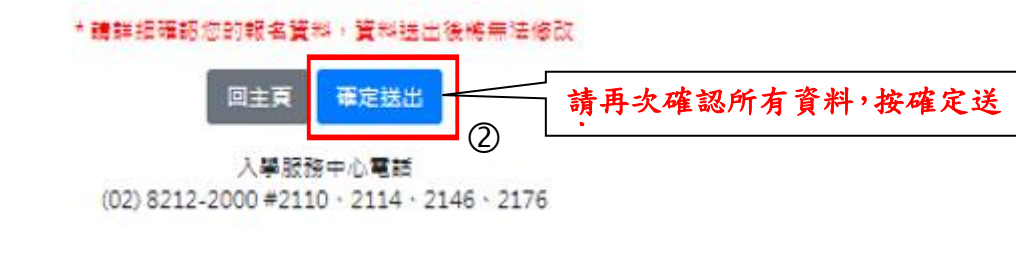 *請詳細確認您的報名資料，資料送出後將無法修改
回主頁
確定送出
請再次確認所有資料，按確定送
②
入學服務中心電話
(02) 8212-2000 #2110、2114、2146、2176